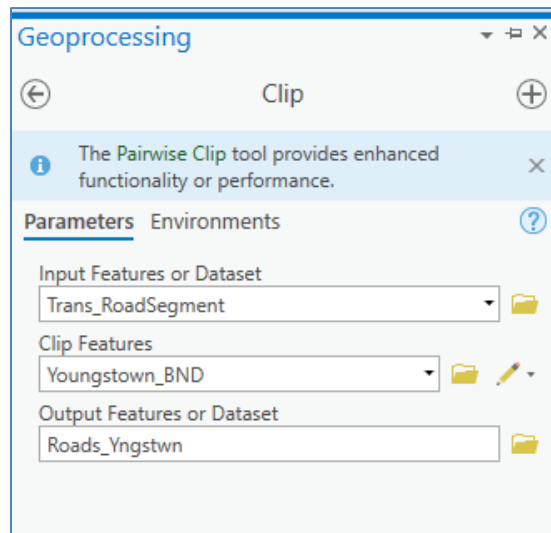 Geoprocessing
Clip
The Pairwise Clip tool provides enhanced
functionality or performance.
Parameters Environments
Input Features or Dataset
Trans_RoadSegment
Clip Features
Youngstown_BND
Output Features or Dataset
Roads_Yngstwn